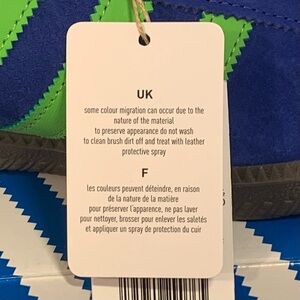 UK
some colour migration can occur due to the
nature of the material
to preserve appearance do not wash
to clean brush dirt off and treat with leather
protective spray
F
les couleurs peuvent déteindre, en raison
de la nature de la matière
pour préserver l'apparence, ne pas laver
pour nettoyer, brosser pour enlever les saletés
et appliquer un spray de protection du cuir